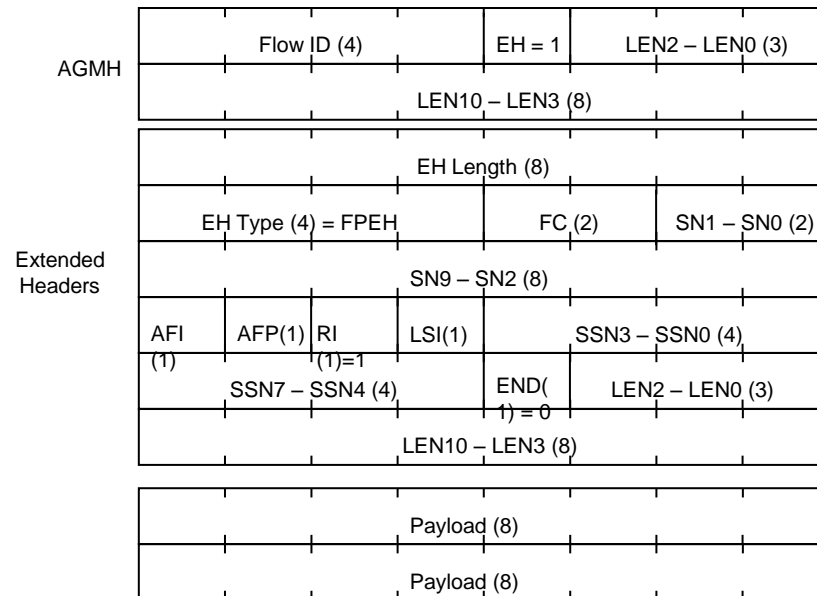 AGMH
Flow ID (4)
EH = 1
LEN2 – LEN0 (3)
LEN10 – LEN3 (8)
Extended
Headers
EH Length (8)
EH Type (4) = FPEH
FC (2)
SN1 – SN0 (2)
SN9 – SN2 (8)
AFI
(1)
AFP(1)
RI
(1)=1
LSI(1)
SSN3 – SSN0 (4)
SSN7 – SSN4 (4)
END(
1) = 0
LEN2 – LEN0 (3)
LEN10 – LEN3 (8)
Payload (8)
Payload (8)